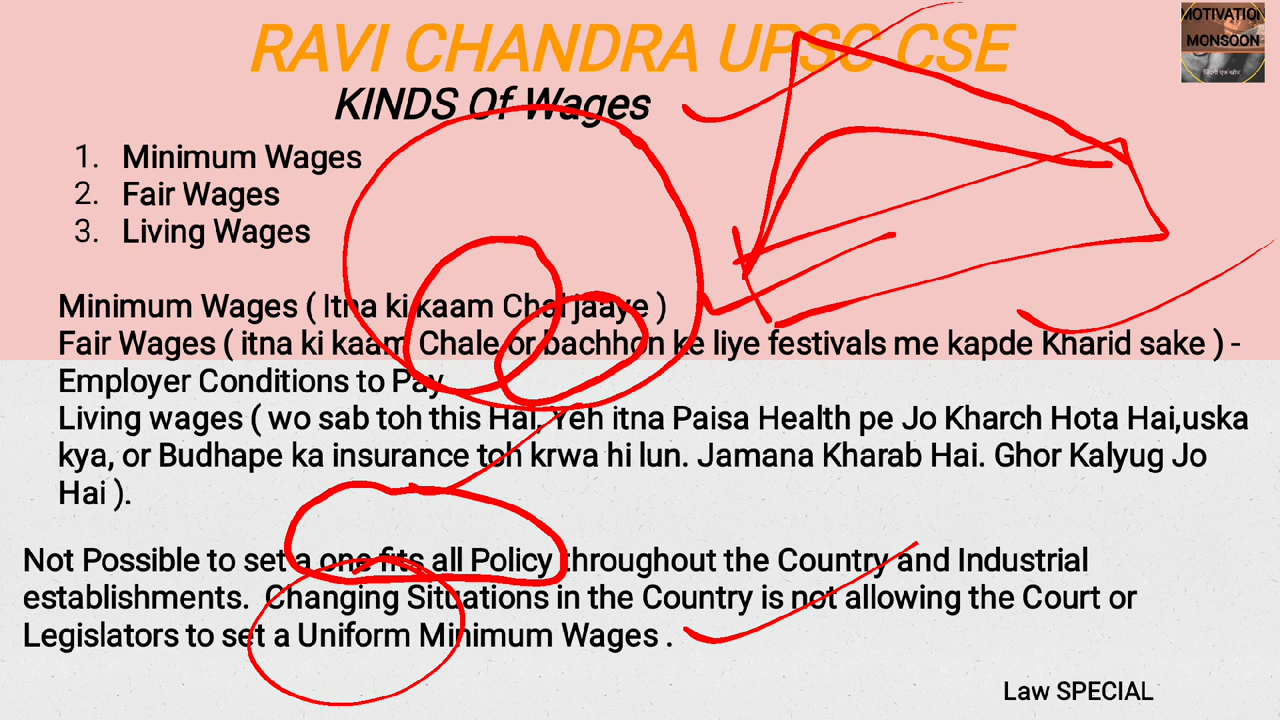 RAVI CHANDRA UPSC CSE
MOTIVATION
MONSOON
जिंदगी एक खोज
KINDS Of Wages
1. Minimum Wages
2. Fair Wages
3. Living Wages
Minimum Wages ( Itna ki kaam Chal jaaye )
Fair Wages ( itna ki kaam Chale or bachhon ke liye festivals me kapde Kharid sake ) -
Employer Conditions to Pay
Living wages ( wo sab toh this Hai. Yeh itna Paisa Health pe Jo Kharch Hota Hai,uska
kya, or Budhape ka insurance toh krwa hi lun. Jamana Kharab Hai. Ghor Kalyug Jo
Hai ).
Not Possible to set a one fits all Policy throughout the Country and Industrial
establishments. Changing Situations in the Country is not allowing the Court or
Legislators to set a Uniform Minimum Wages .
Law SPECIAL